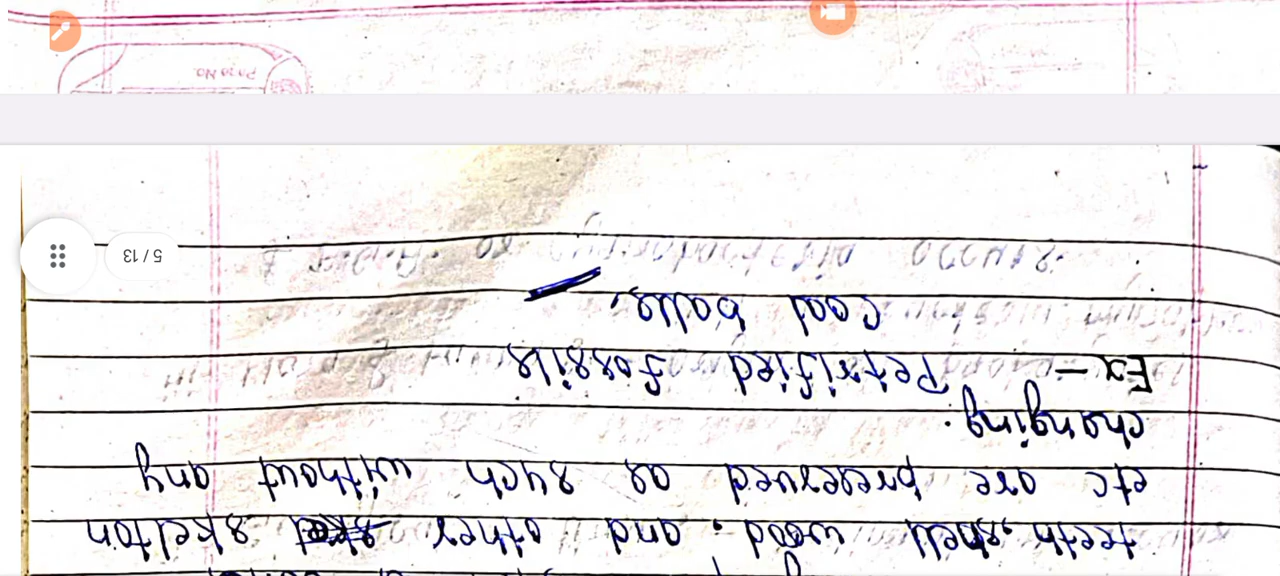 teeth, shell wood, and other skelton
etc are preserved as such without any
changing.
Ex — Petrified fossils
Coal balls.
5 / 13
Page No.